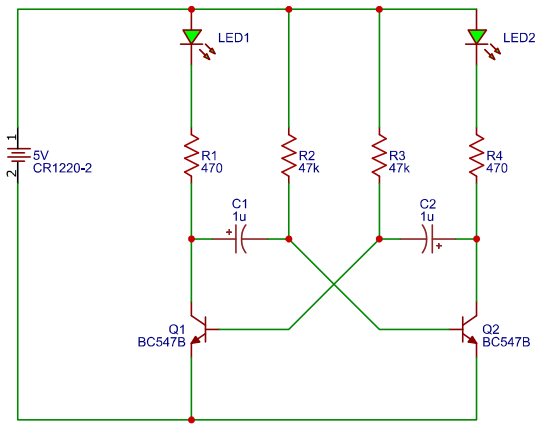 LED1
LED2
1
5V
CR1220-2
2
R1
470
R2
47k
R3
47k
R4
470
C1
1u
+
C2
1u
+
Q1
BC547B
Q2
BC547B